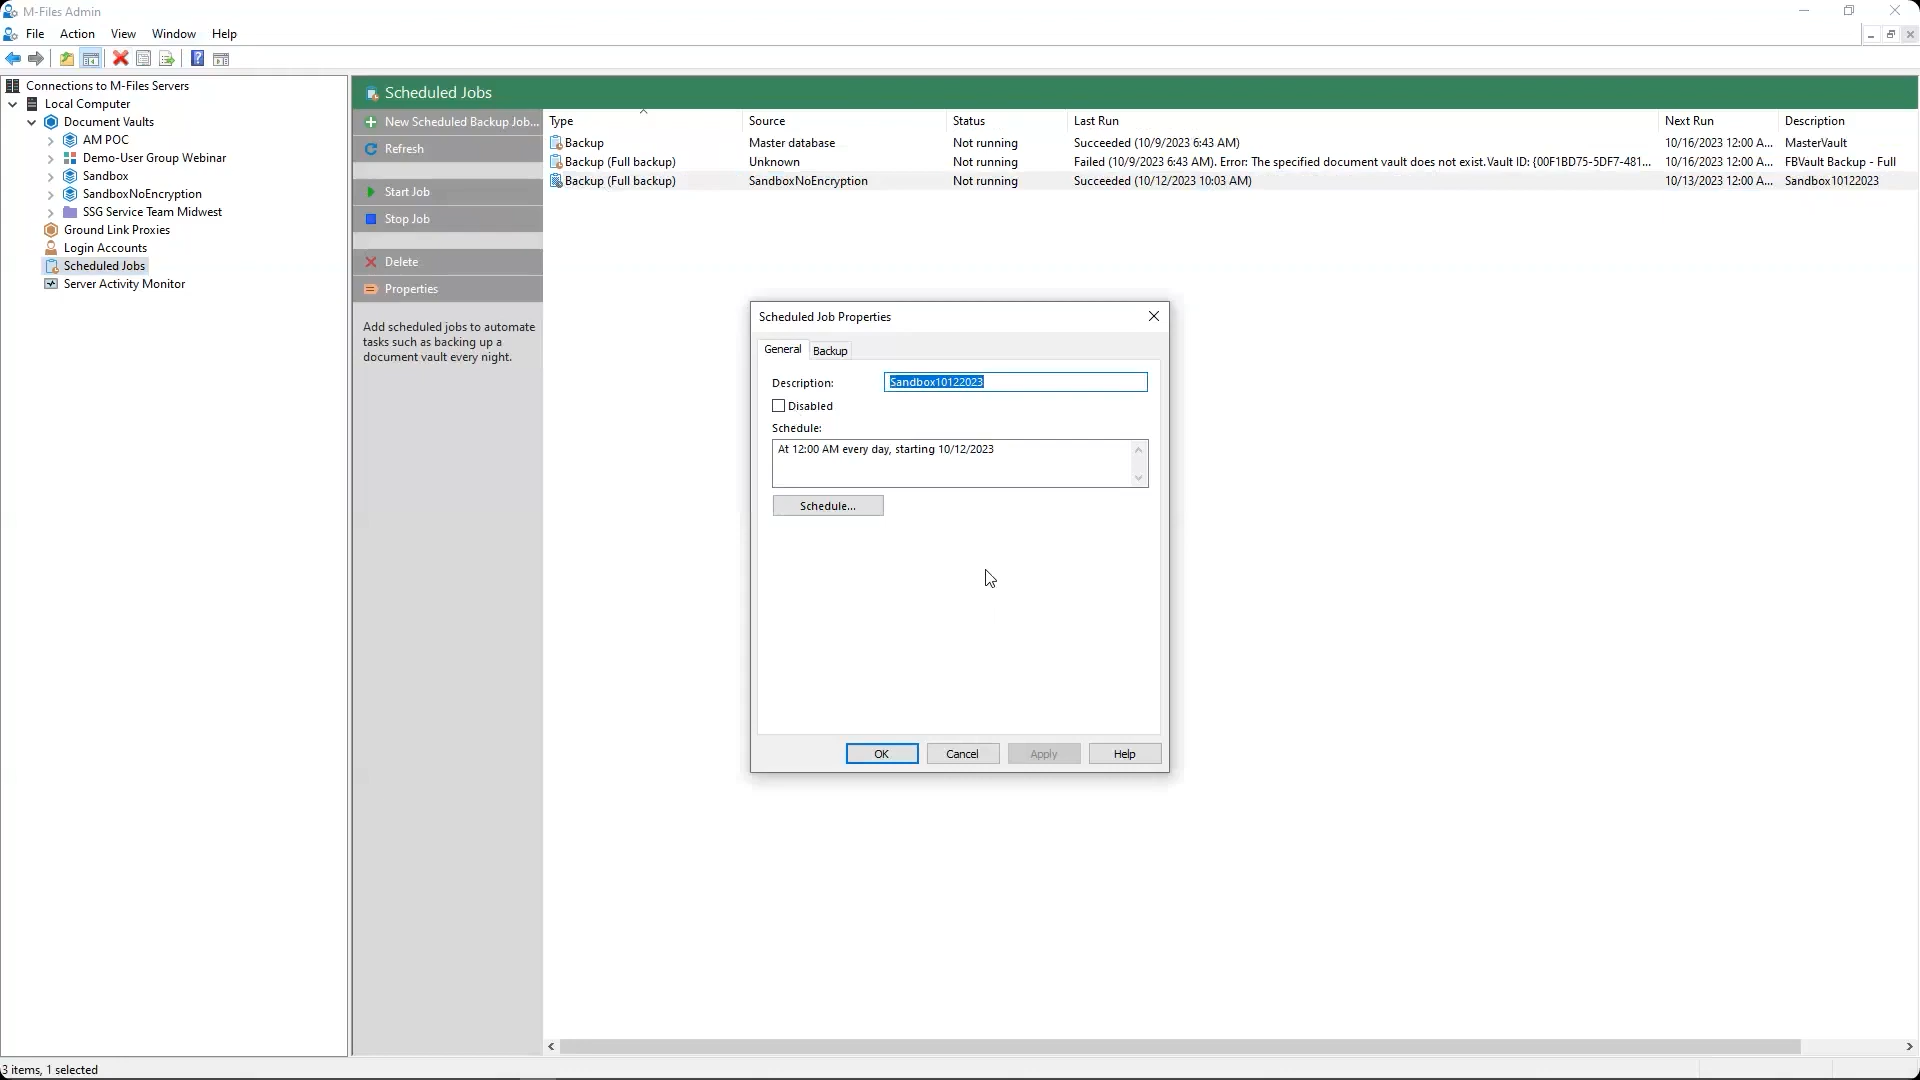 M-Files Admin
File Action View Window Help
Connections to M-Files Servers
Local Computer
Document Vaults
AM POC
Demo-User Group Webinar
Sandbox
SandboxNoEncryption
SSG Service Team Midwest
Ground Link Proxies
Login Accounts
Scheduled Jobs
Server Activity Monitor
Scheduled Jobs
New Scheduled Backup Job...
Refresh
Start Job
Stop Job
Delete
Properties
Add scheduled jobs to automate
tasks such as backing up a
document vault every night.
Type Source Status Last Run Next Run Description
Backup Master database Not running Succeeded (10/9/2023 6:43 AM) 10/16/2023 12:00 A... MasterVault
Backup (Full backup) Unknown Not running Failed (10/9/2023 6:43 AM). Error: The specified document vault does not exist.Vault ID: {00F1BD75-5DF7-481... 10/16/2023 12:00 A... FBVault Backup - Full
Backup (Full backup) SandboxNoEncryption Not running Succeeded (10/12/2023 10:03 AM) 10/13/2023 12:00 A... Sandbox10122023
Scheduled Job Properties
General Backup
Description: Sandbox10122023
Disabled
Schedule:
At 12:00 AM every day, starting 10/12/2023
Schedule...
OK Cancel Apply Help
3 items, 1 selected